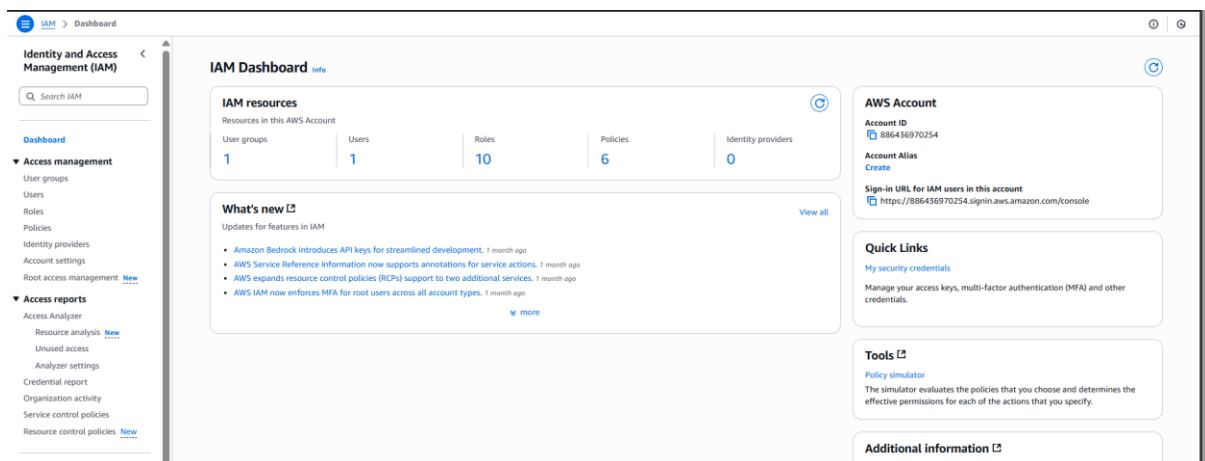 IAM > Dashboard
Identity and Access
Management (IAM)
Search IAM
Dashboard
Access management
User groups
Users
Roles
Policies
Identity providers
Account settings
Root access management New
Access reports
Access Analyzer
Resource analysis New
Unused access
Analyzer settings
Credential report
Organization activity
Service control policies
Resource control policies New
IAM Dashboard Info
IAM resources
Resources in this AWS Account
User groups Users Roles Policies Identity providers
1 1 10 6 0
What's new
View all
Updates for features in IAM
• Amazon Bedrock introduces API keys for streamlined development. 1 month ago
• AWS Service Reference Information now supports annotations for service actions. 1 month ago
• AWS expands resource control policies (RCPs) support to two additional services. 1 month ago
• AWS IAM now enforces MFA for root users across all account types. 1 month ago
more
AWS Account
Account ID
886436970254
Account Alias
Create
Sign-in URL for IAM users in this account
https://886436970254.signin.aws.amazon.com/console
Quick Links
My security credentials
Manage your access keys, multi-factor authentication (MFA) and other
credentials.
Tools
Policy simulator
The simulator evaluates the policies that you choose and determines the
effective permissions for each of the actions that you specify.
Additional information